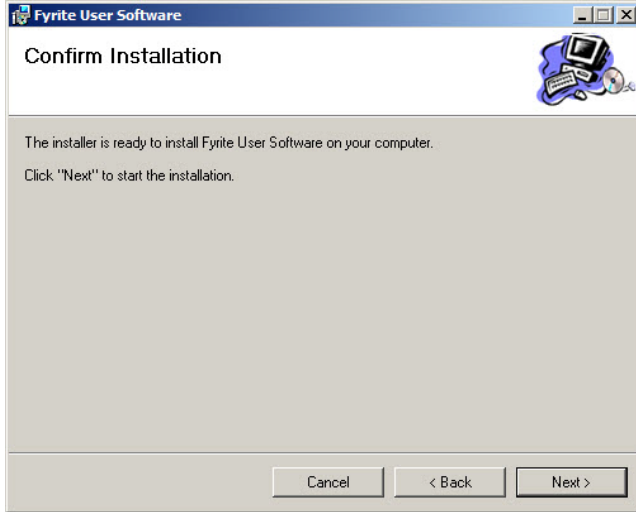 Fyrite User Software
Confirm Installation
The installer is ready to install Fyrite User Software on your computer.
Click "Next" to start the installation.
Cancel
< Back
Next >